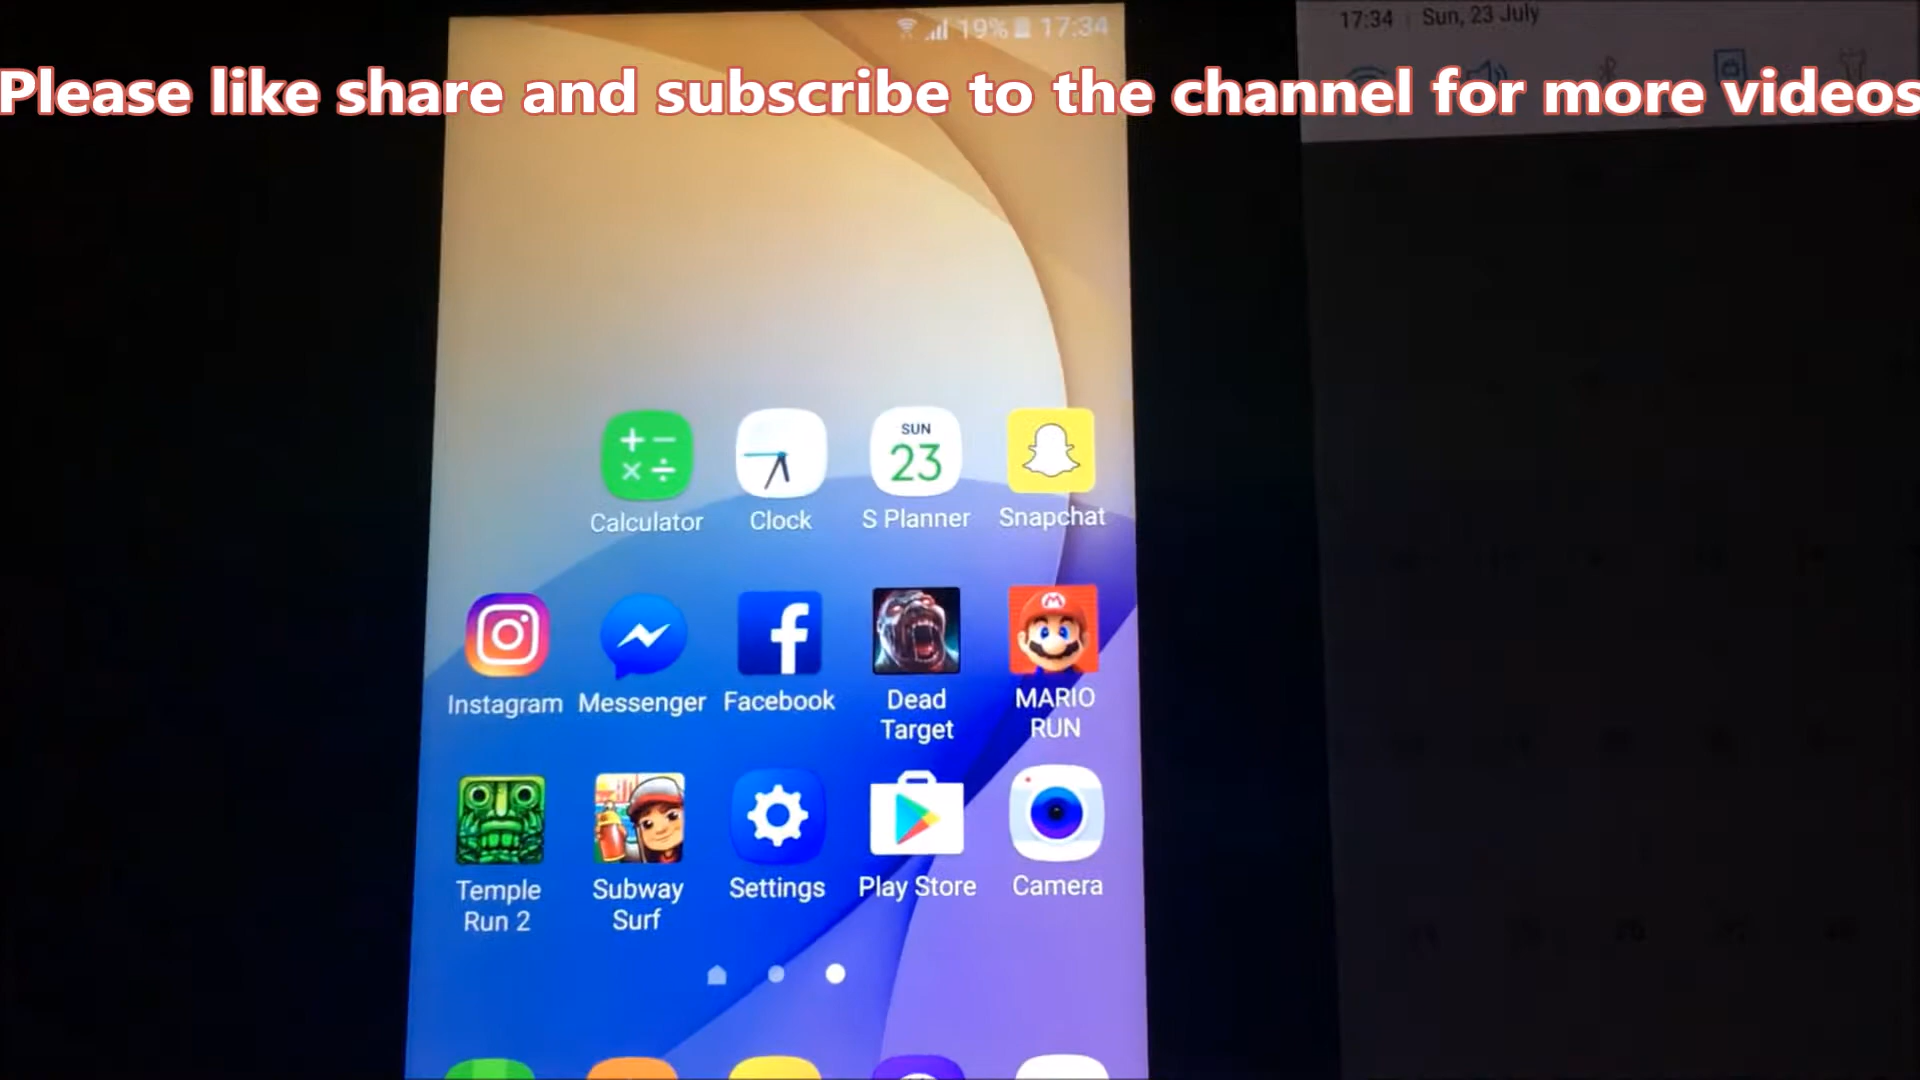 19% 17:34
17:34 | Sun, 23 July
Please like share and subscribe to the channel for more videos
SUN
23
Calculator
Clock
S Planner
Snapchat
Instagram
Messenger
Facebook
Dead
Target
MARIO
RUN
Temple
Run 2
Subway
Surf
Settings
Play Store
Camera